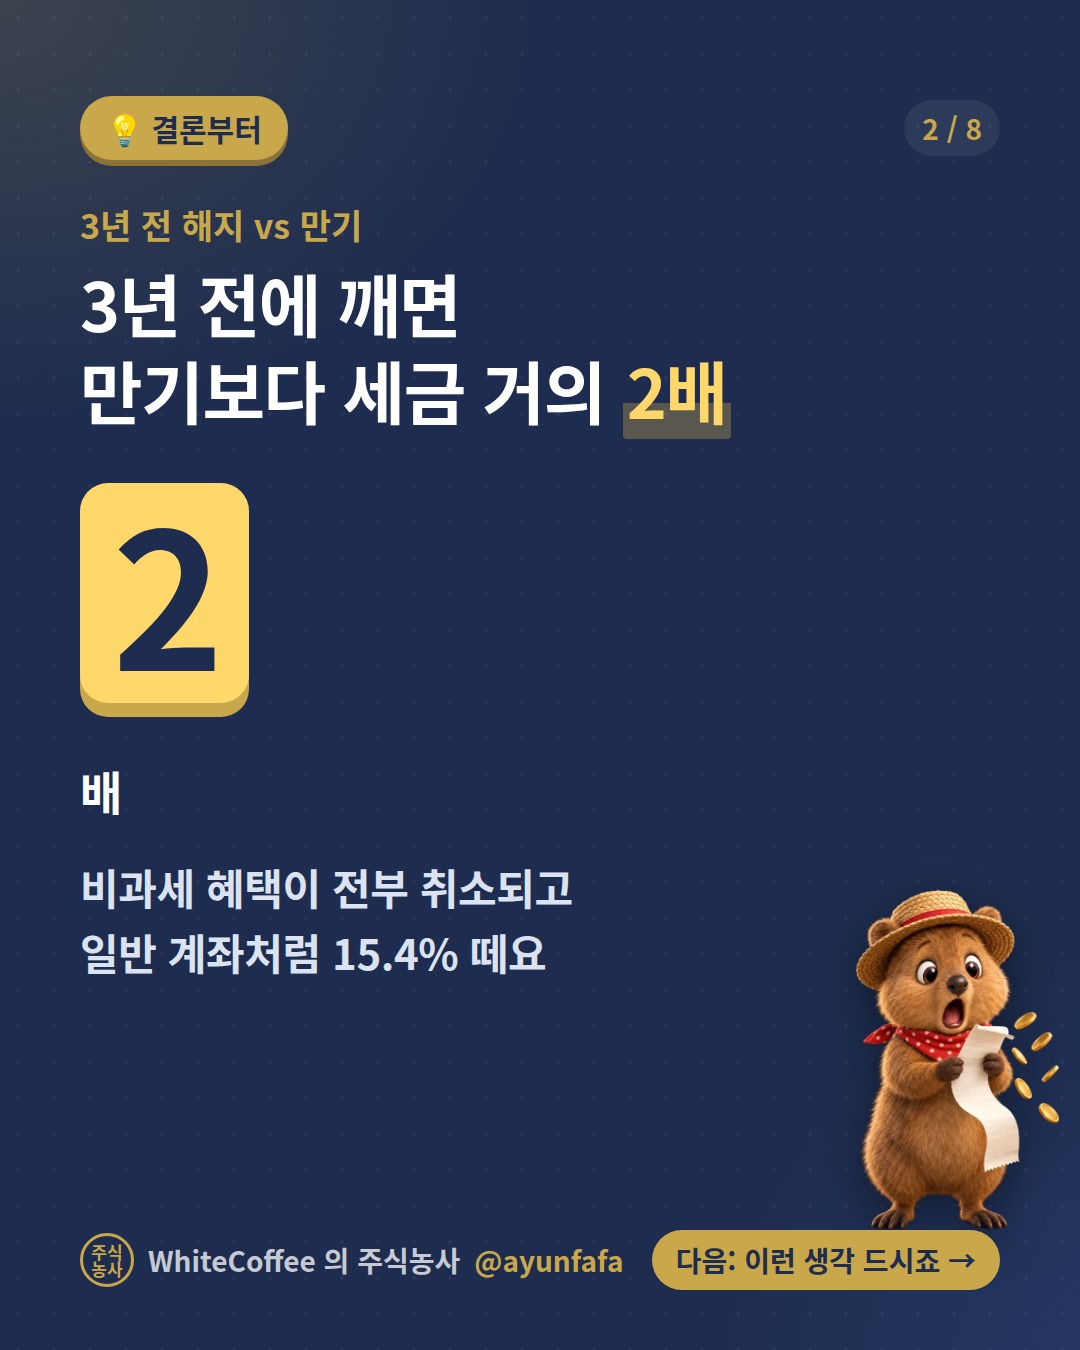 💡 결론부터
2 / 8
3년 전 해지 vs 만기
3년 전에 깨면
만기보다 세금 거의 2배
2
배
비과세 혜택이 전부 취소되고
일반 계좌처럼 15.4% 떼요
주식
농사
WhiteCoffee 의 주식농사 @ayunfafa
다음: 이런 생각 드시죠 →